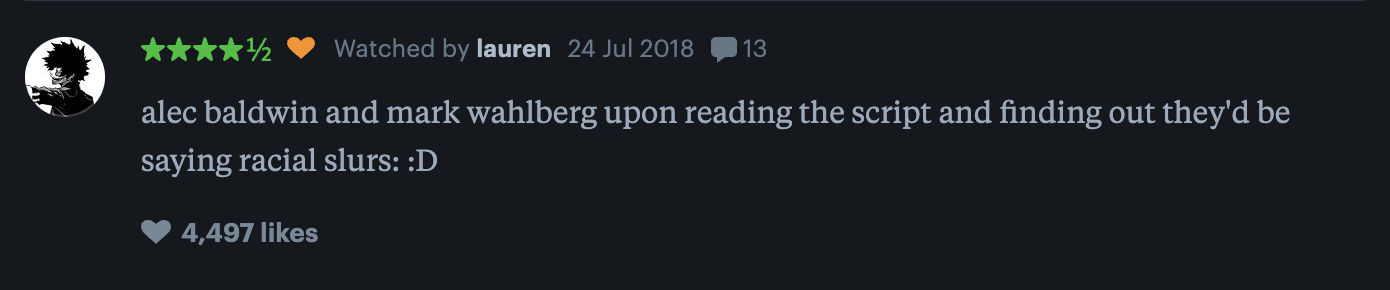 ★★★★½ Watched by lauren 24 Jul 2018 13
alec baldwin and mark wahlberg upon reading the script and finding out they'd be
saying racial slurs: :D
4,497 likes